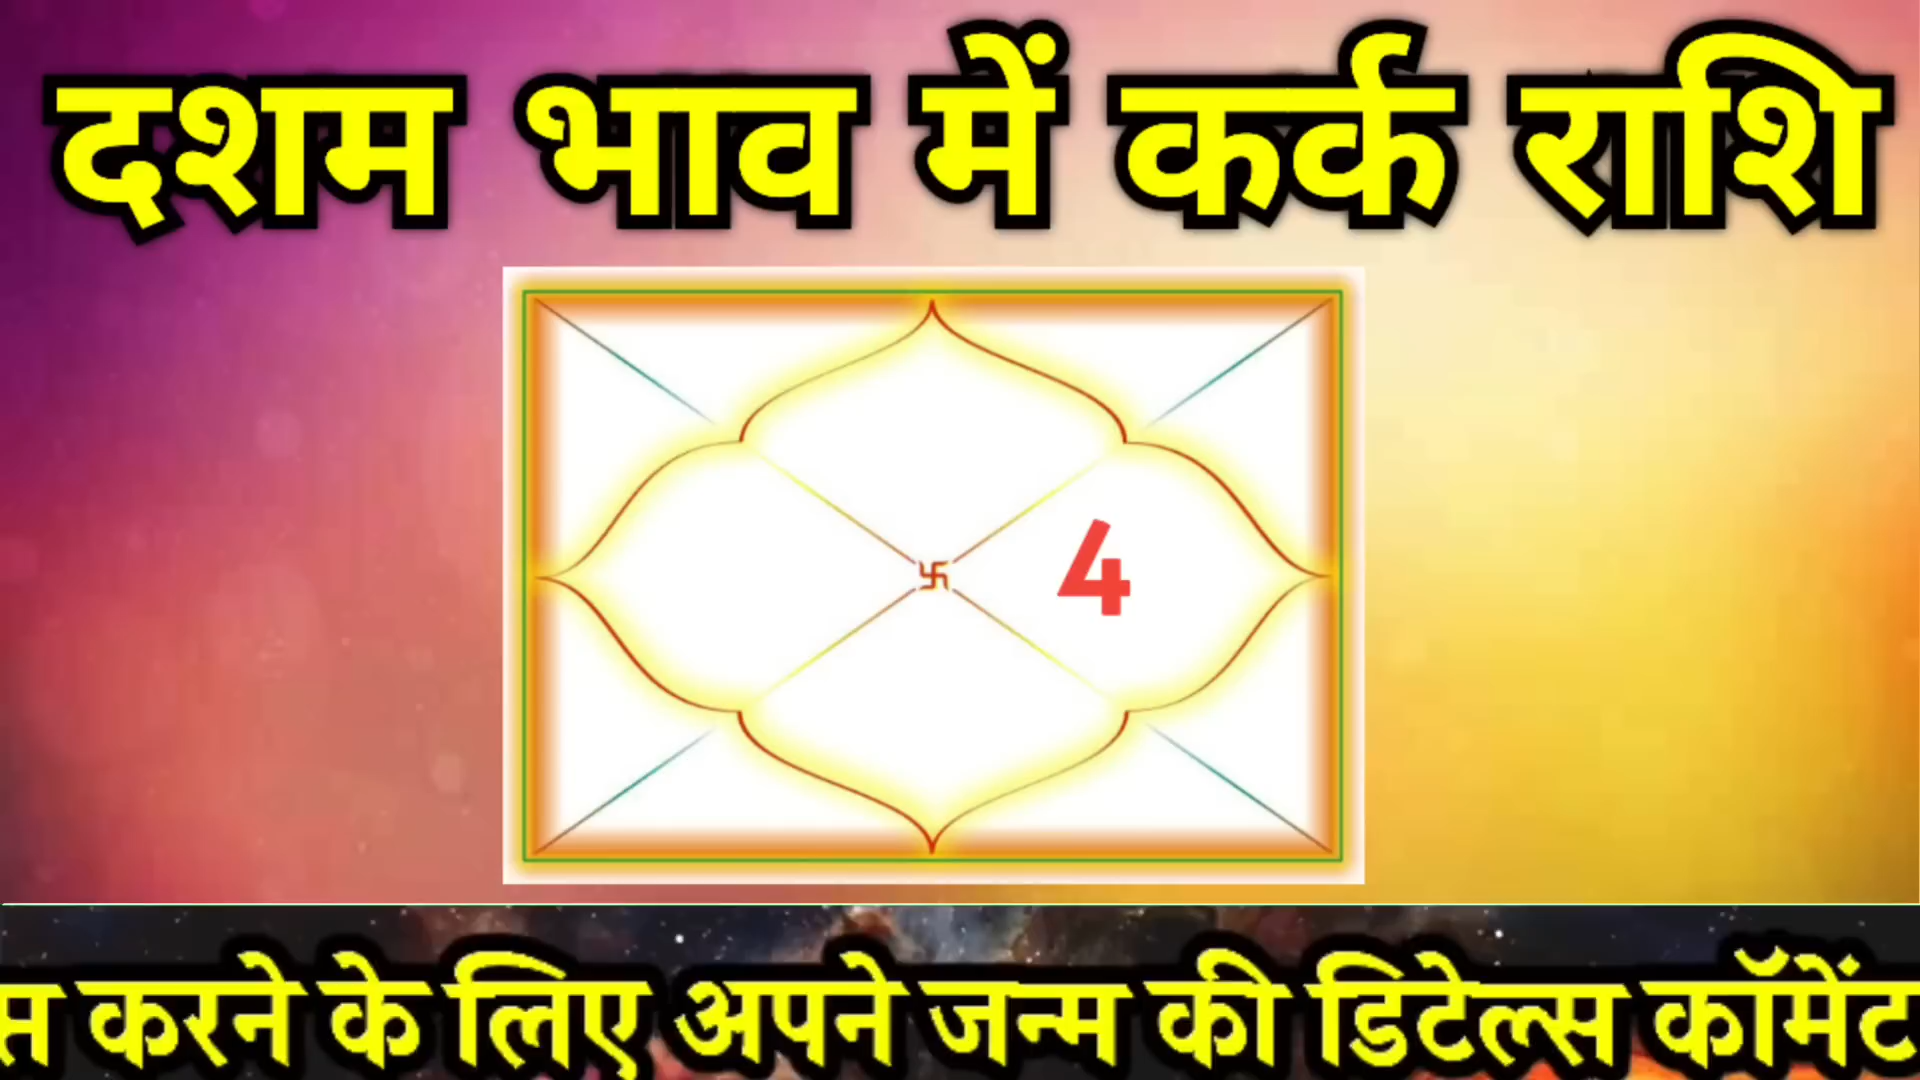 दशम भाव में कर्क राशि
4
करने के लिए अपने जन्म की डिटेल्स कॉमेंट